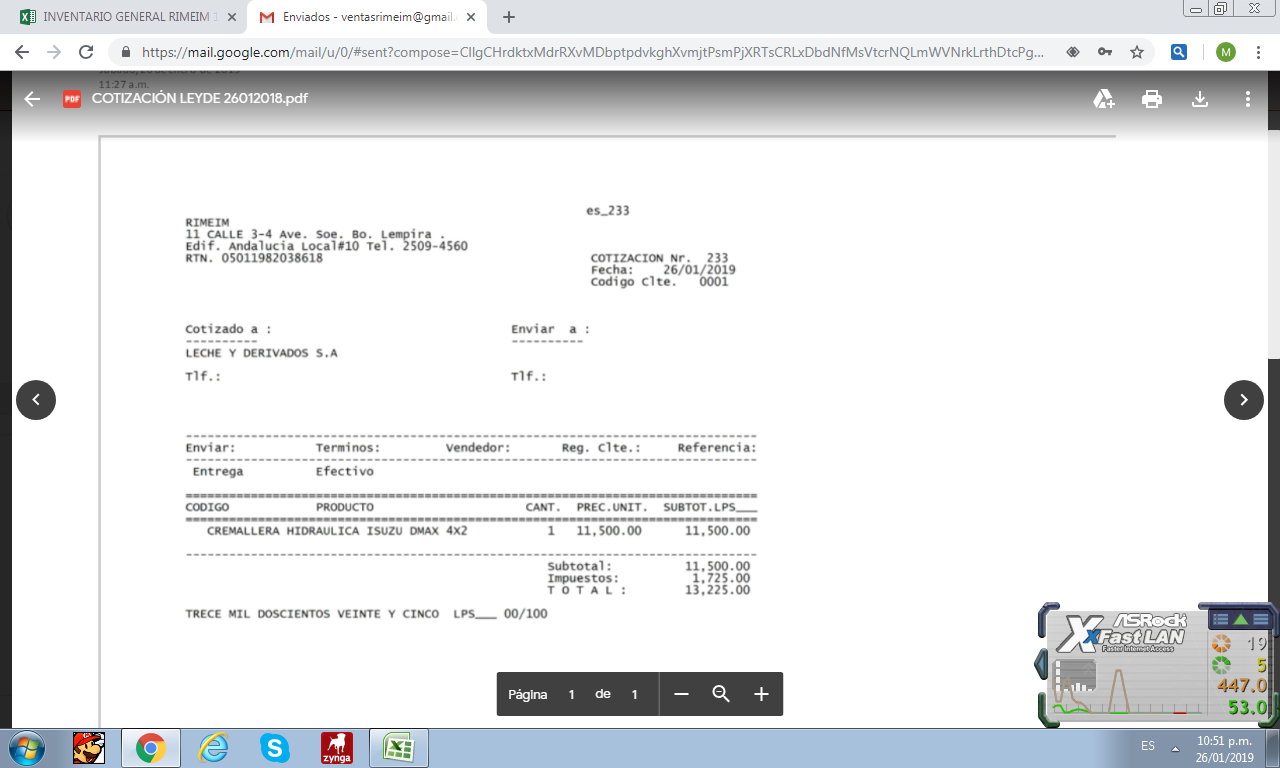 INVENTARIO GENERAL RIMEIM 1
Enviados - ventasrimeim@gmail.
https://mail.google.com/mail/u/0/#sent?compose=
M
11:27 a.m.
PDF COTIZACIÓN LEYDE 26012018.pdf
es_233
RIMEIM
11 CALLE 3-4 Ave. Soe. Bo. Lempira .
Edif. Andalucia Local#10 Tel. 2509-4560
RTN. 05011982038618
COTIZACION Nr. 233
Fecha: 26/01/2019
Codigo Clte. 0001
Cotizado a : Enviar a :
---------- ----------
LECHE Y DERIVADOS S.A
Tlf.: Tlf.:
Enviar: Terminos: Vendedor: Reg. Clte.: Referencia:
Entrega Efectivo
CODIGO PRODUCTO CANT. PREC.UNIT. SUBTOT.LPS___
CREMALLERA HIDRAULICA ISUZU DMAX 4X2 1 11,500.00 11,500.00
Subtotal: 11,500.00
Impuestos: 1,725.00
T O T A L : 13,225.00
TRECE MIL DOSCIENTOS VEINTE Y CINCO LPS___ 00/100
ASRock
XFast LAN
Faster Internet Access
19
5
447.0
53.0
Página 1 de 1
zynga
ES
10:51 p.m.
26/01/2019